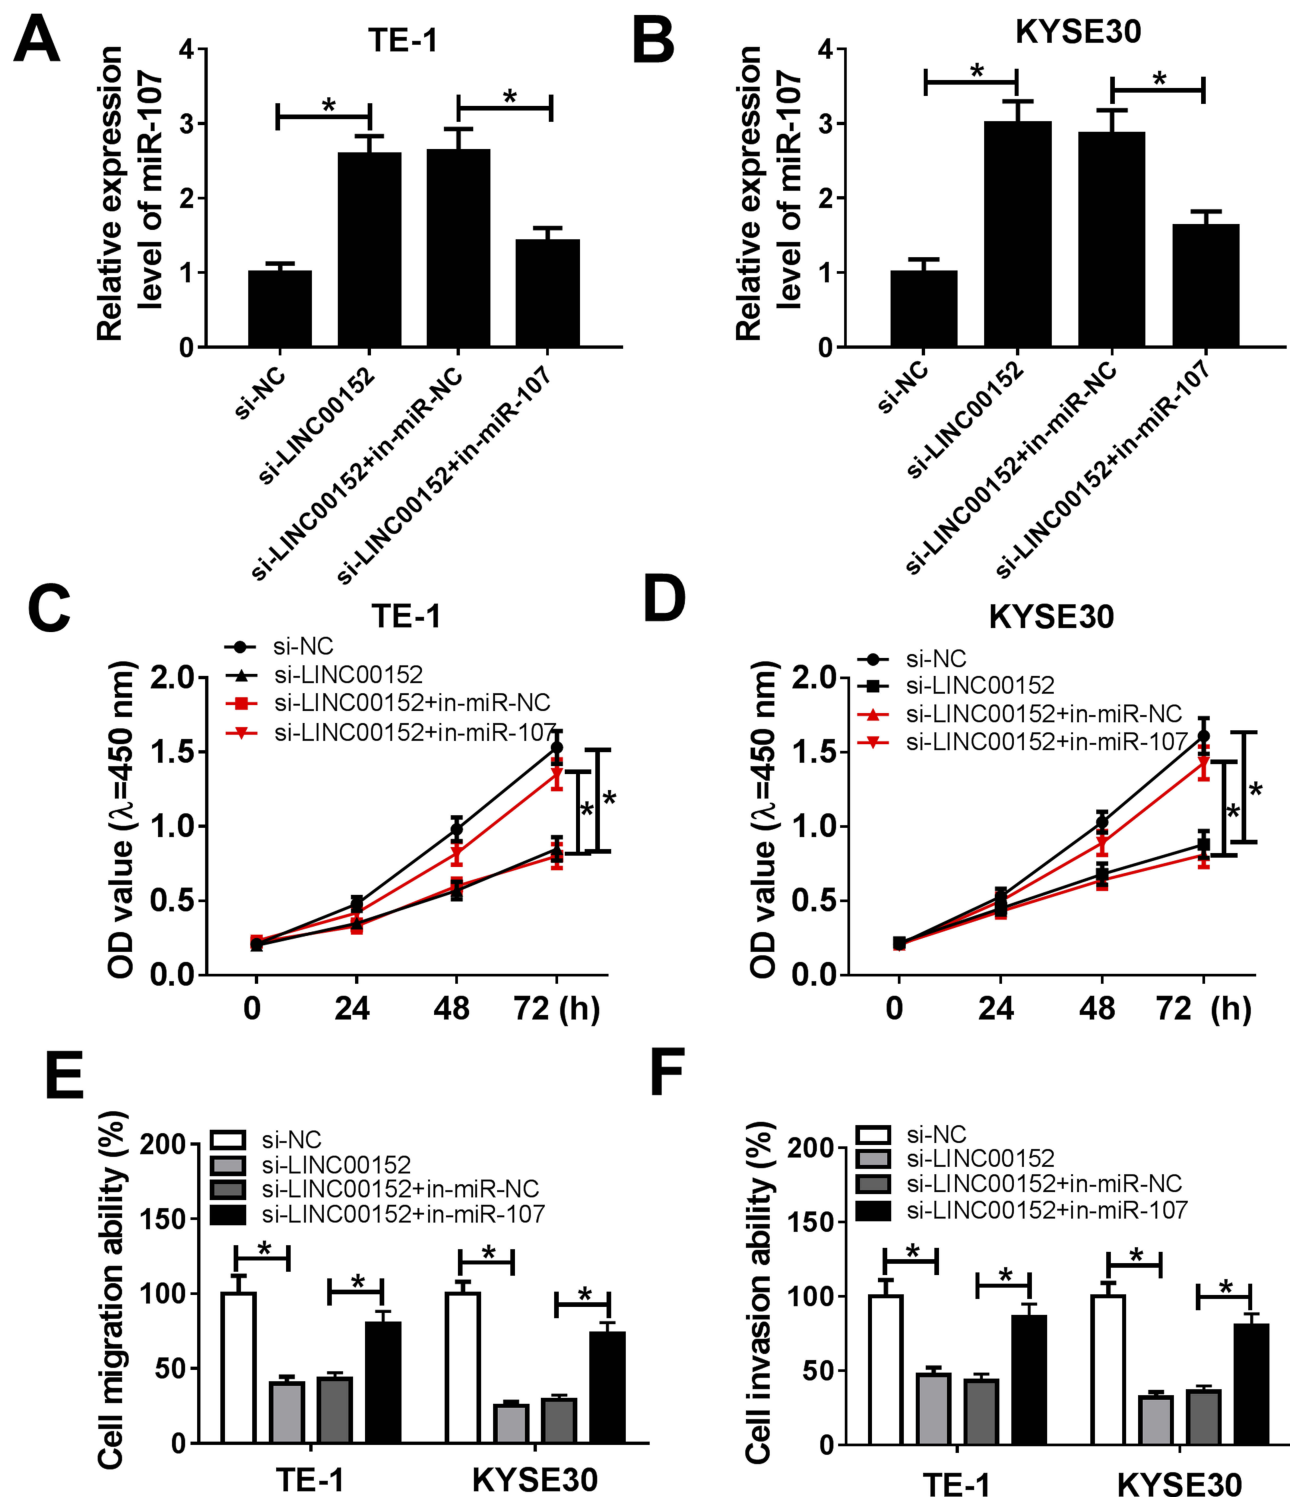 A
TE-1
Relative expression
level of miR-107
4
3
2
1
0
*
*
si-NC
si-LINC00152
si-LINC00152+in-miR-NC
si-LINC00152+in-miR-107
B
KYSE30
Relative expression
level of miR-107
4
3
2
1
0
*
*
si-NC
si-LINC00152
si-LINC00152+in-miR-NC
si-LINC00152+in-miR-107
C
TE-1
si-NC
si-LINC00152
si-LINC00152+in-miR-NC
si-LINC00152+in-miR-107
OD value (λ=450 nm)
2.0
1.5
1.0
0.5
0.0
*
*
0 24 48 72 (h)
D
KYSE30
si-NC
si-LINC00152
si-LINC00152+in-miR-NC
si-LINC00152+in-miR-107
OD value (λ=450 nm)
2.0
1.5
1.0
0.5
0.0
*
*
0 24 48 72 (h)
E
si-NC
si-LINC00152
si-LINC00152+in-miR-NC
si-LINC00152+in-miR-107
Cell migration ability (%)
200
150
100
50
0
*
*
*
*
TE-1 KYSE30
F
si-NC
si-LINC00152
si-LINC00152+in-miR-NC
si-LINC00152+in-miR-107
Cell invasion ability (%)
200
150
100
50
0
*
*
*
*
TE-1 KYSE30